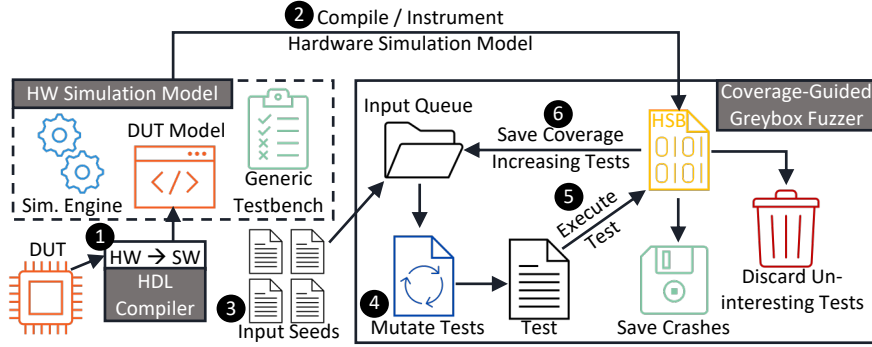 2 Compile / Instrument
Hardware Simulation Model
HW Simulation Model
DUT Model
</>
Sim. Engine
Generic
Testbench
DUT
1
HW → SW
HDL
Compiler
3
Input Seeds
Coverage-Guided
Greybox Fuzzer
Input Queue
6
Save Coverage
Increasing Tests
HSB
0101
0101
5
Execute
Test
4
Mutate Tests
Test
Save Crashes
Discard Un-
interesting Tests